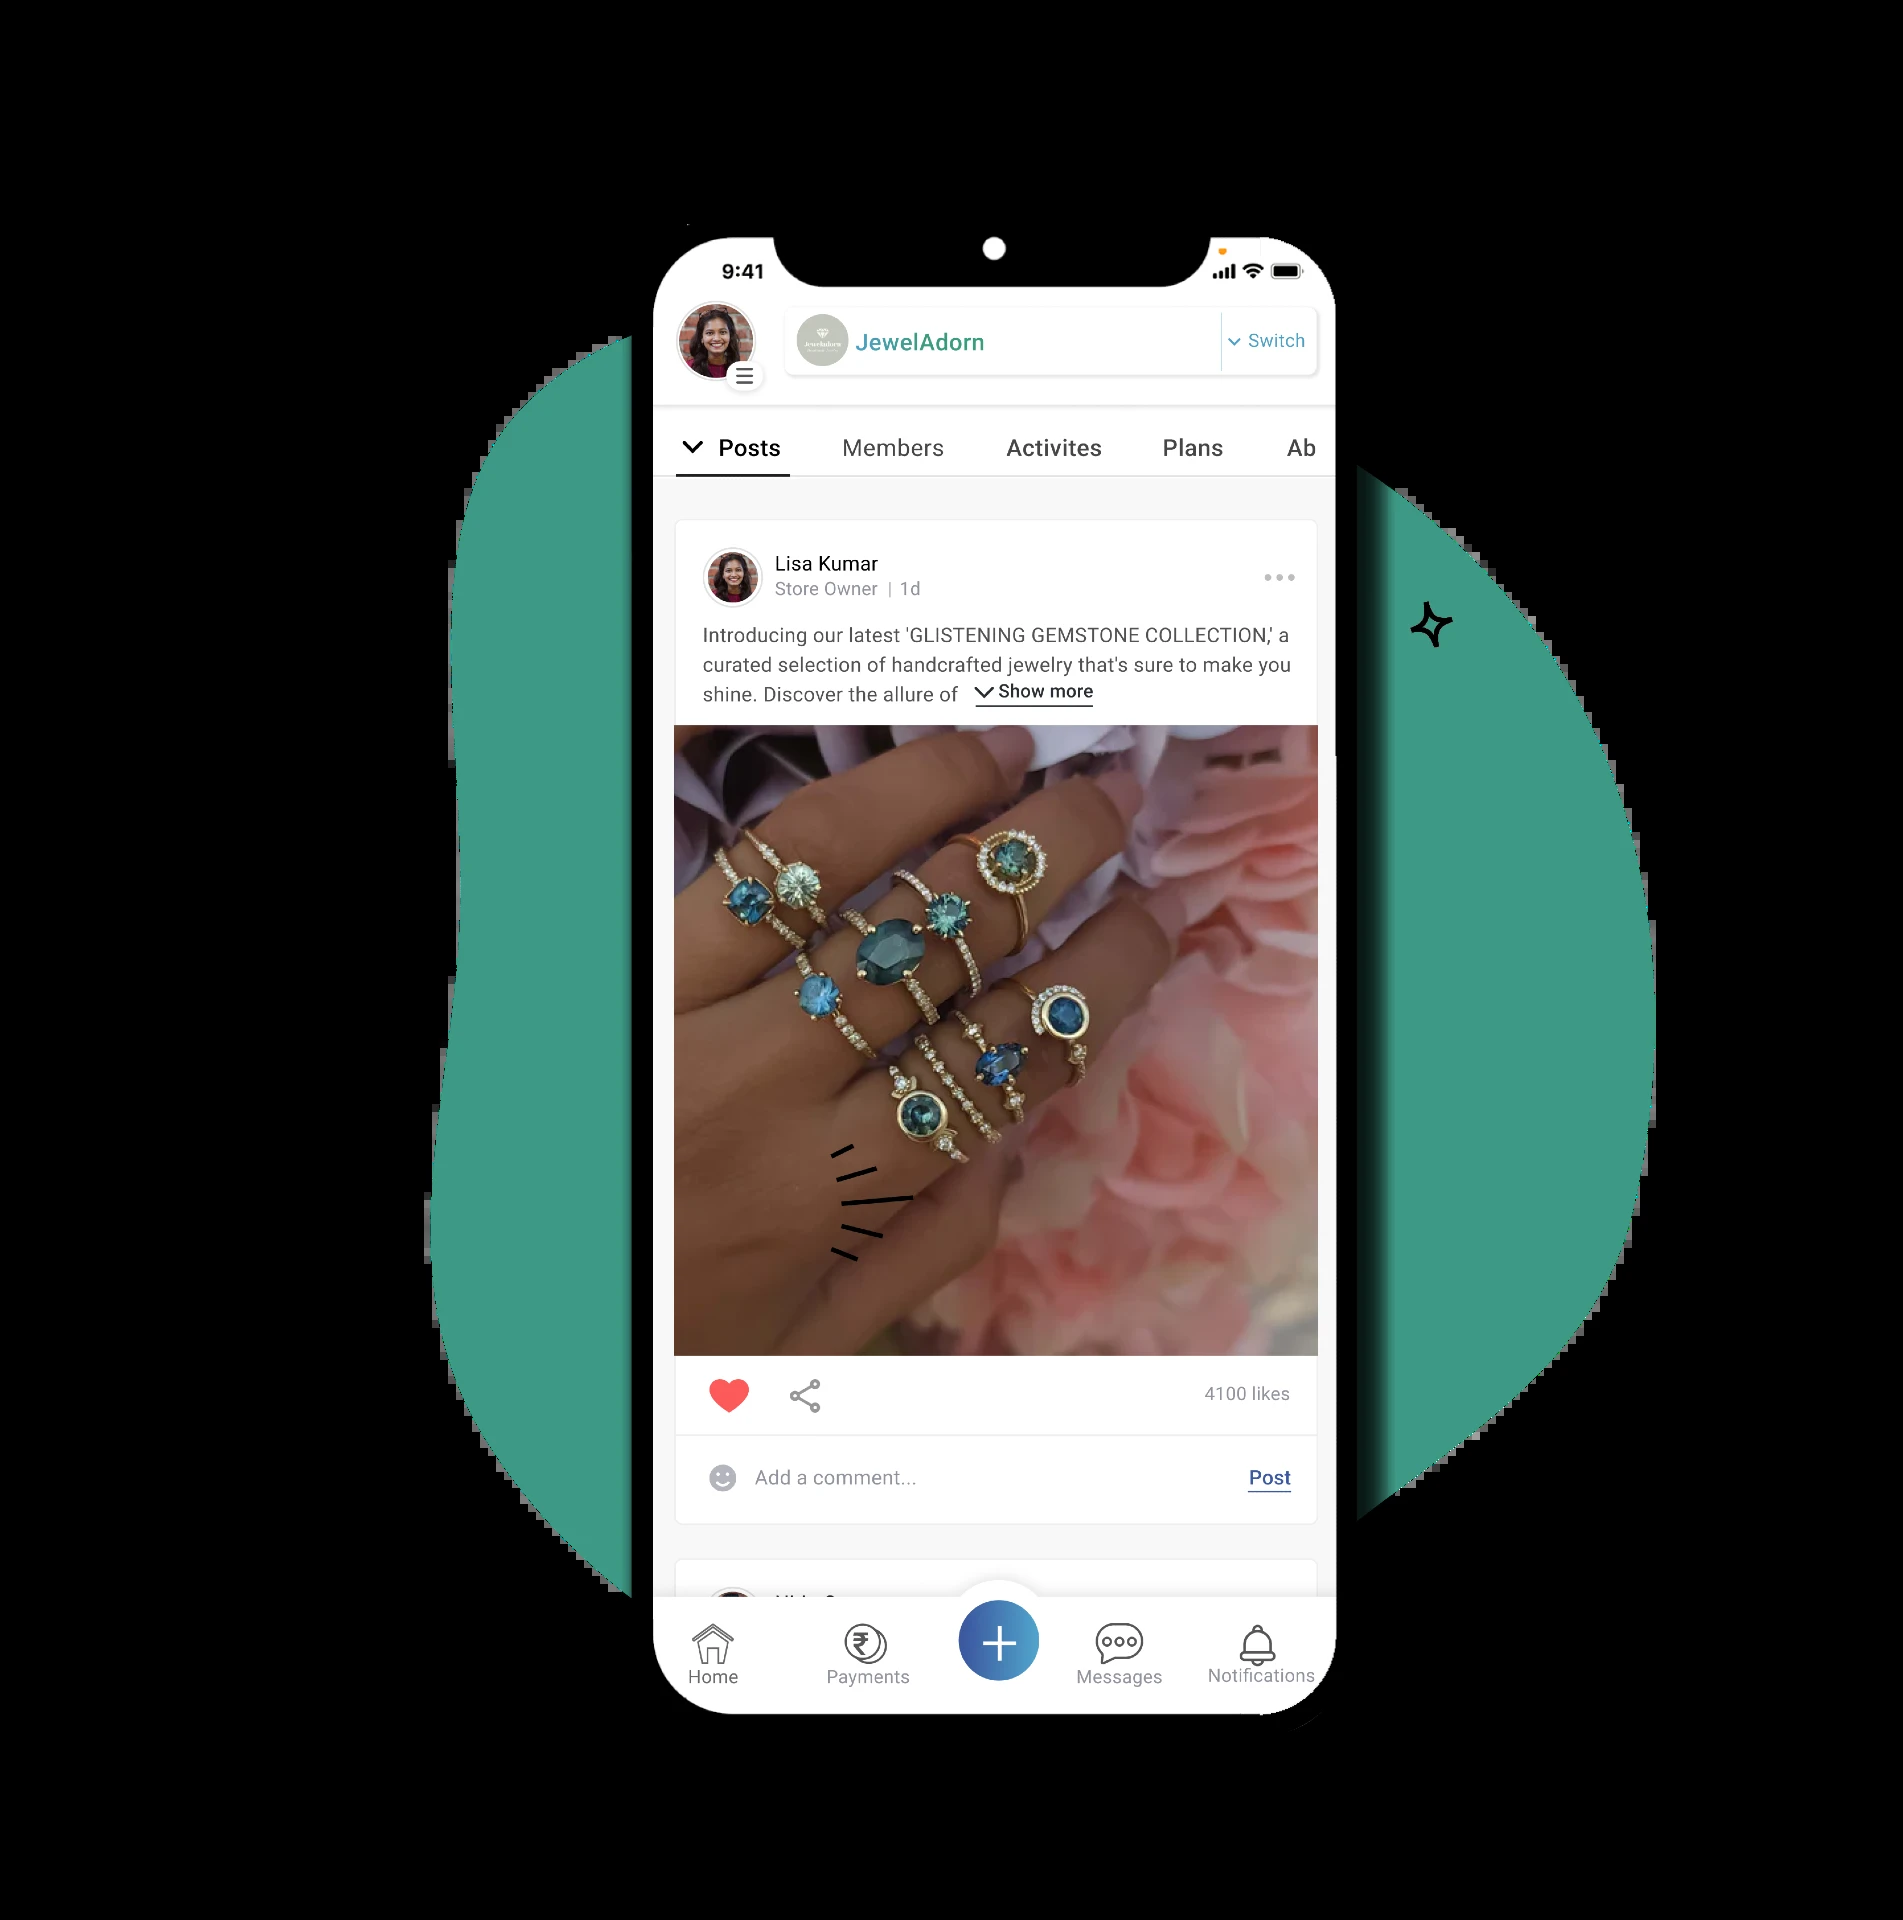 9:41
JewelAdorn
Switch
Posts Members Activites Plans Ab
Lisa Kumar
Store Owner | 1d
Introducing our latest 'GLISTENING GEMSTONE COLLECTION,' a
curated selection of handcrafted jewelry that's sure to make you
shine. Discover the allure of Show more
4100 likes
Add a comment... Post
Home Payments Messages Notifications